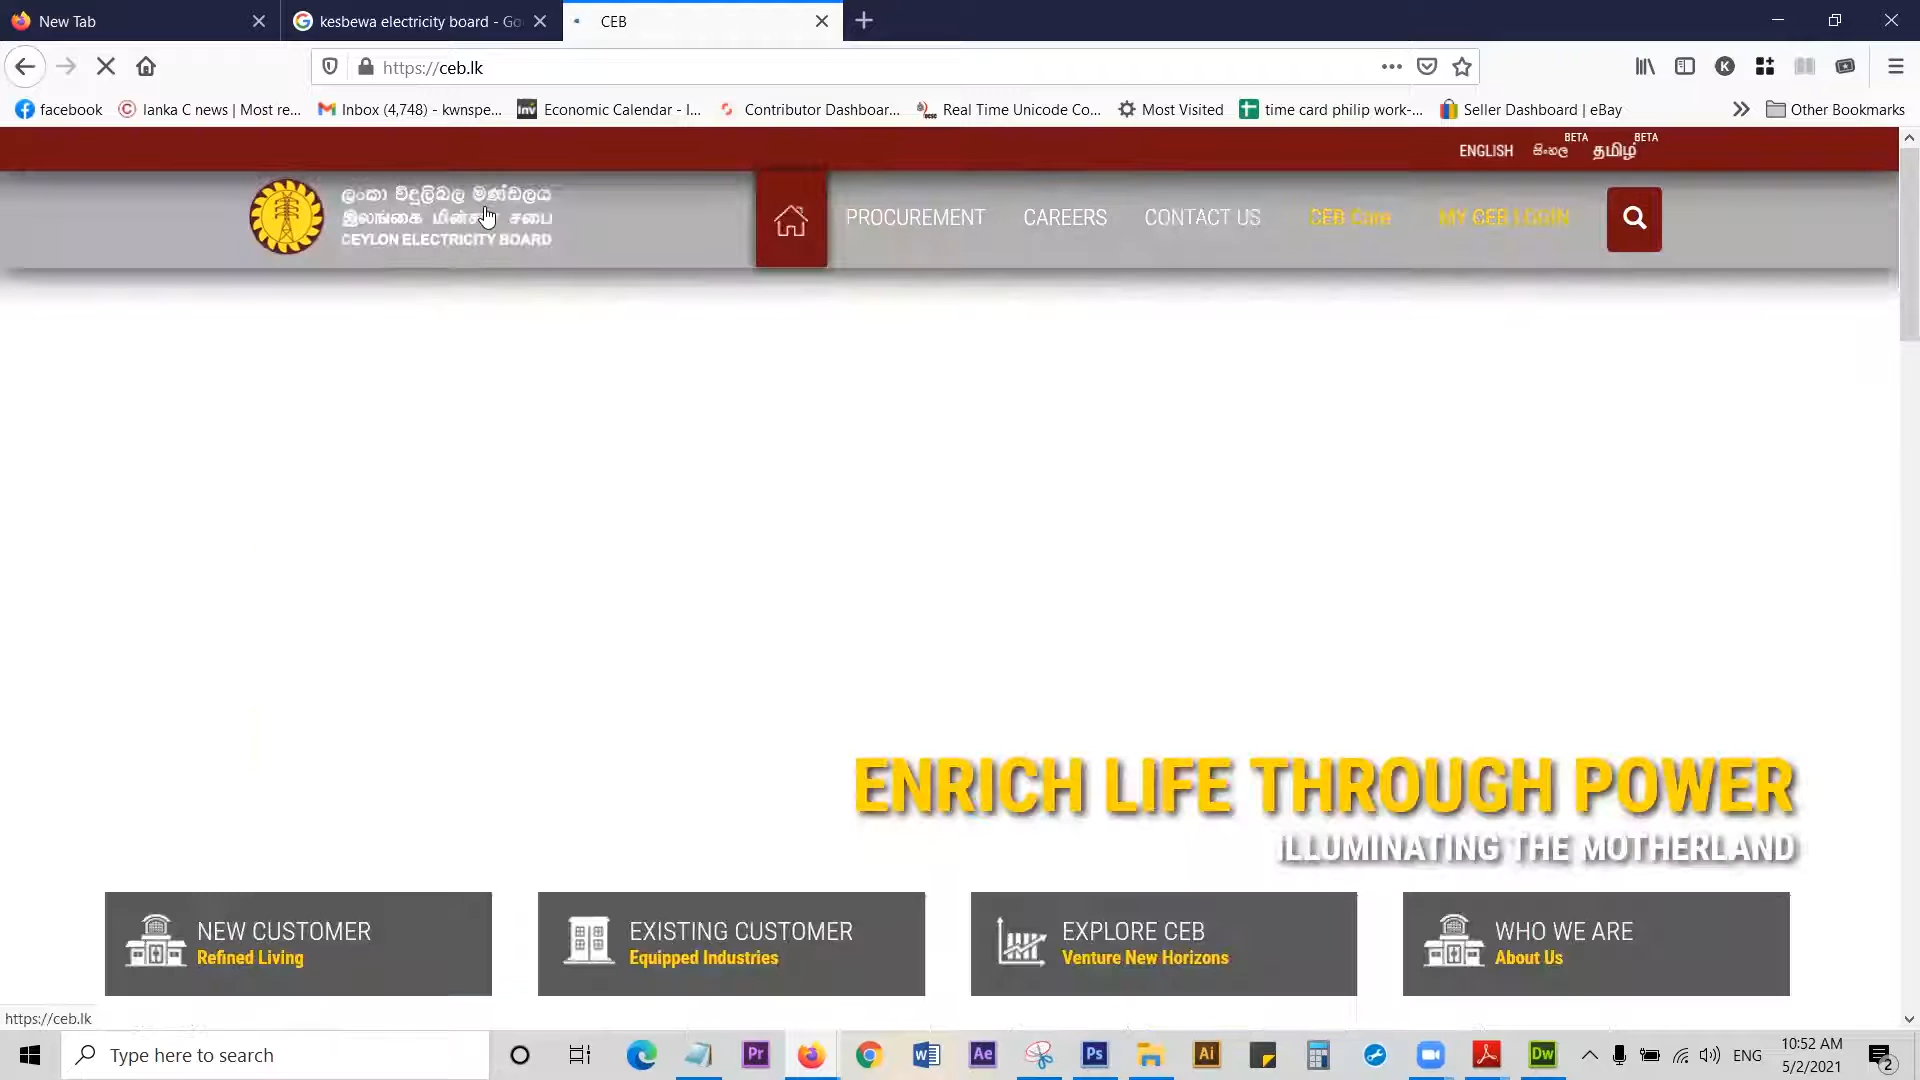 New Tab
kesbewa electricity board - Go
CEB
https://ceb.lk
facebook
lanka C news | Most re...
Inbox (4,748) - kwnspe...
Economic Calendar - I...
Contributor Dashboar...
Real Time Unicode Co...
Most Visited
time card philip work-...
Seller Dashboard | eBay
Other Bookmarks
ENGLISH
සිංහල
BETA
தமிழ்
BETA
ලංකා විදුලිබල මණ්ඩලය
இலங்கை மின்சார சபை
CEYLON ELECTRICITY BOARD
PROCUREMENT
CAREERS
CONTACT US
CEB Care
MY CEB LOGIN
ENRICH LIFE THROUGH POWER
ILLUMINATING THE MOTHERLAND
NEW CUSTOMER
Refined Living
EXISTING CUSTOMER
Equipped Industries
EXPLORE CEB
Venture New Horizons
WHO WE ARE
About Us
https://ceb.lk
Type here to search
ENG
10:52 AM
5/2/2021
2